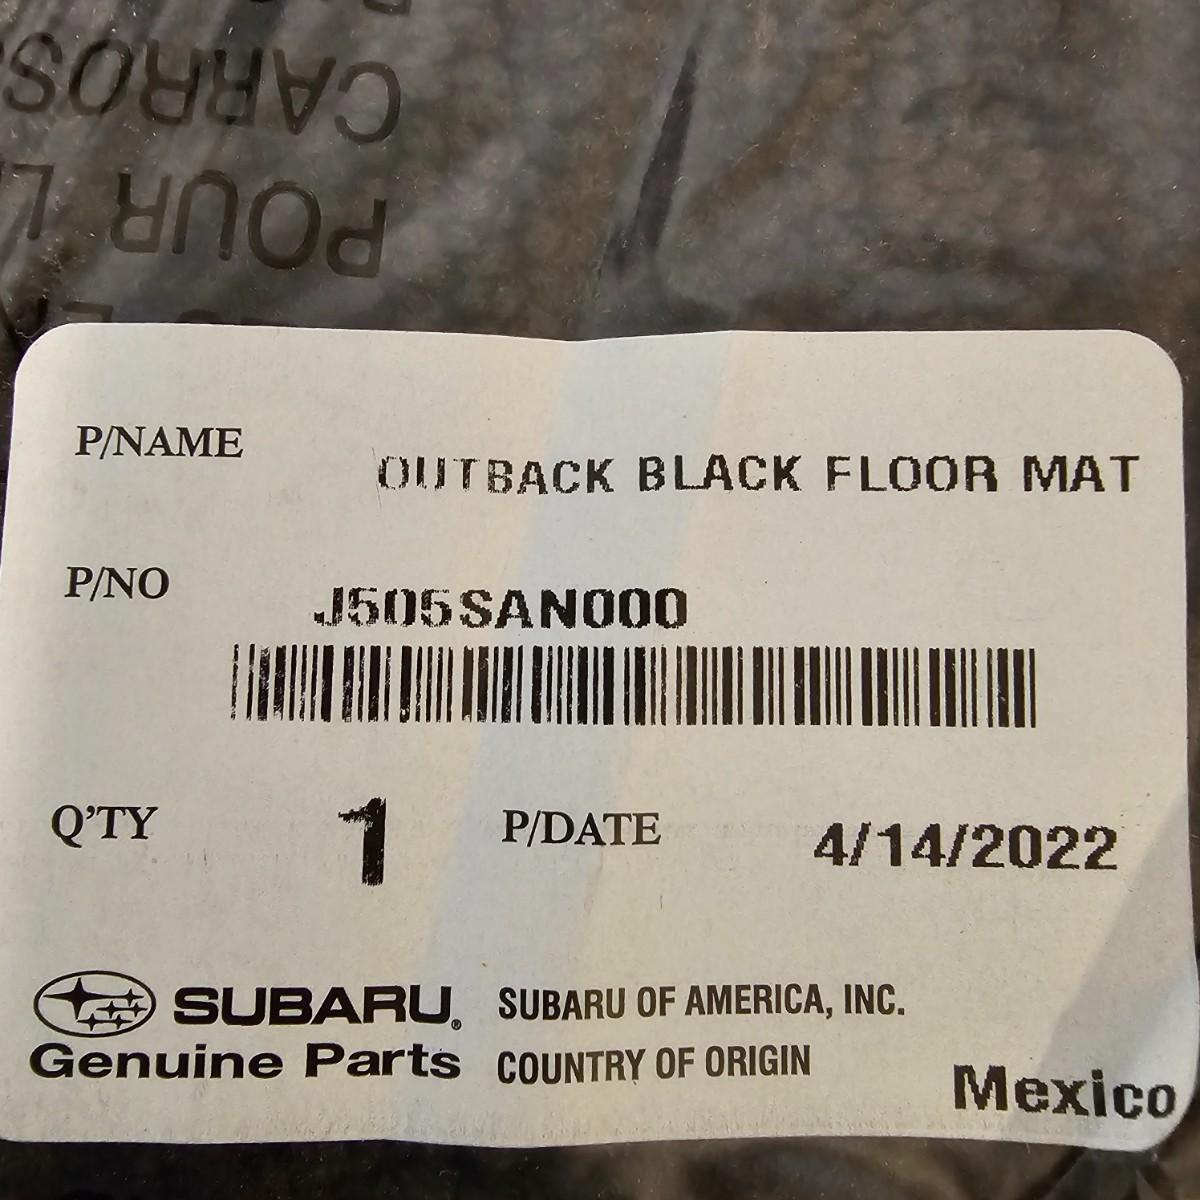 CARROS
POUR
P/NAME
OUTBACK BLACK FLOOR MAT
P/NO
J505SAN000
Q'TY 1 P/DATE 4/14/2022
SUBARU® SUBARU OF AMERICA, INC.
Genuine Parts COUNTRY OF ORIGIN
Mexico